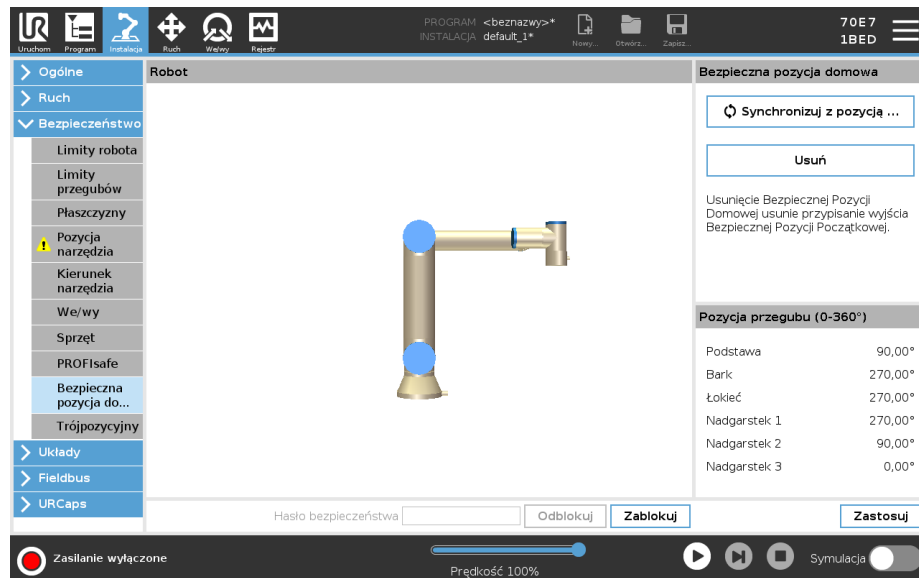 PROGRAM <beznazwy>*
INSTALACJA default_1*
70E7
1BED
Uruchom Program Instalacja Ruch We/wy Rejestr Nowy... Otwórz... Zapisz...
Ogólne
Ruch
Bezpieczeństwo
Limity robota
Limity
przegubów
Płaszczyzny
Pozycja
narzędzia
Kierunek
narzędzia
We/wy
Sprzęt
PROFIsafe
Bezpieczna
pozycja do...
Trójpozycyjny
Układy
Fieldbus
URCaps
Robot
Bezpieczna pozycja domowa
Synchronizuj z pozycją ...
Usuń
Usunięcie Bezpiecznej Pozycji
Domowej usunie przypisanie wyjścia
Bezpiecznej Pozycji Początkowej.
Pozycja przegubu (0-360°)
Podstawa 90,00°
Bark 270,00°
Łokieć 270,00°
Nadgarstek 1 270,00°
Nadgarstek 2 90,00°
Nadgarstek 3 0,00°
Hasło bezpieczeństwa Odblokuj Zablokuj Zastosuj
Zasilanie wyłączone
Prędkość 100%
Symulacja